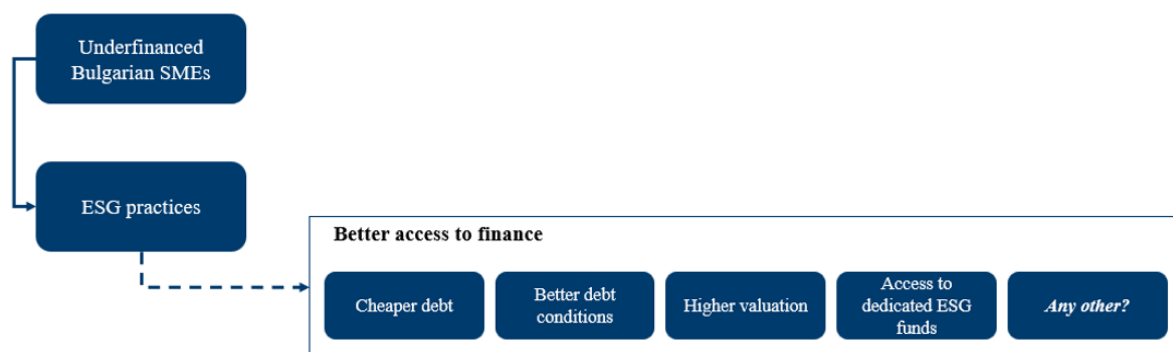 Underfinanced
Bulgarian SMEs
ESG practices
Better access to finance
Cheaper debt
Better debt
conditions
Higher valuation
Access to
dedicated ESG
funds
Any other?